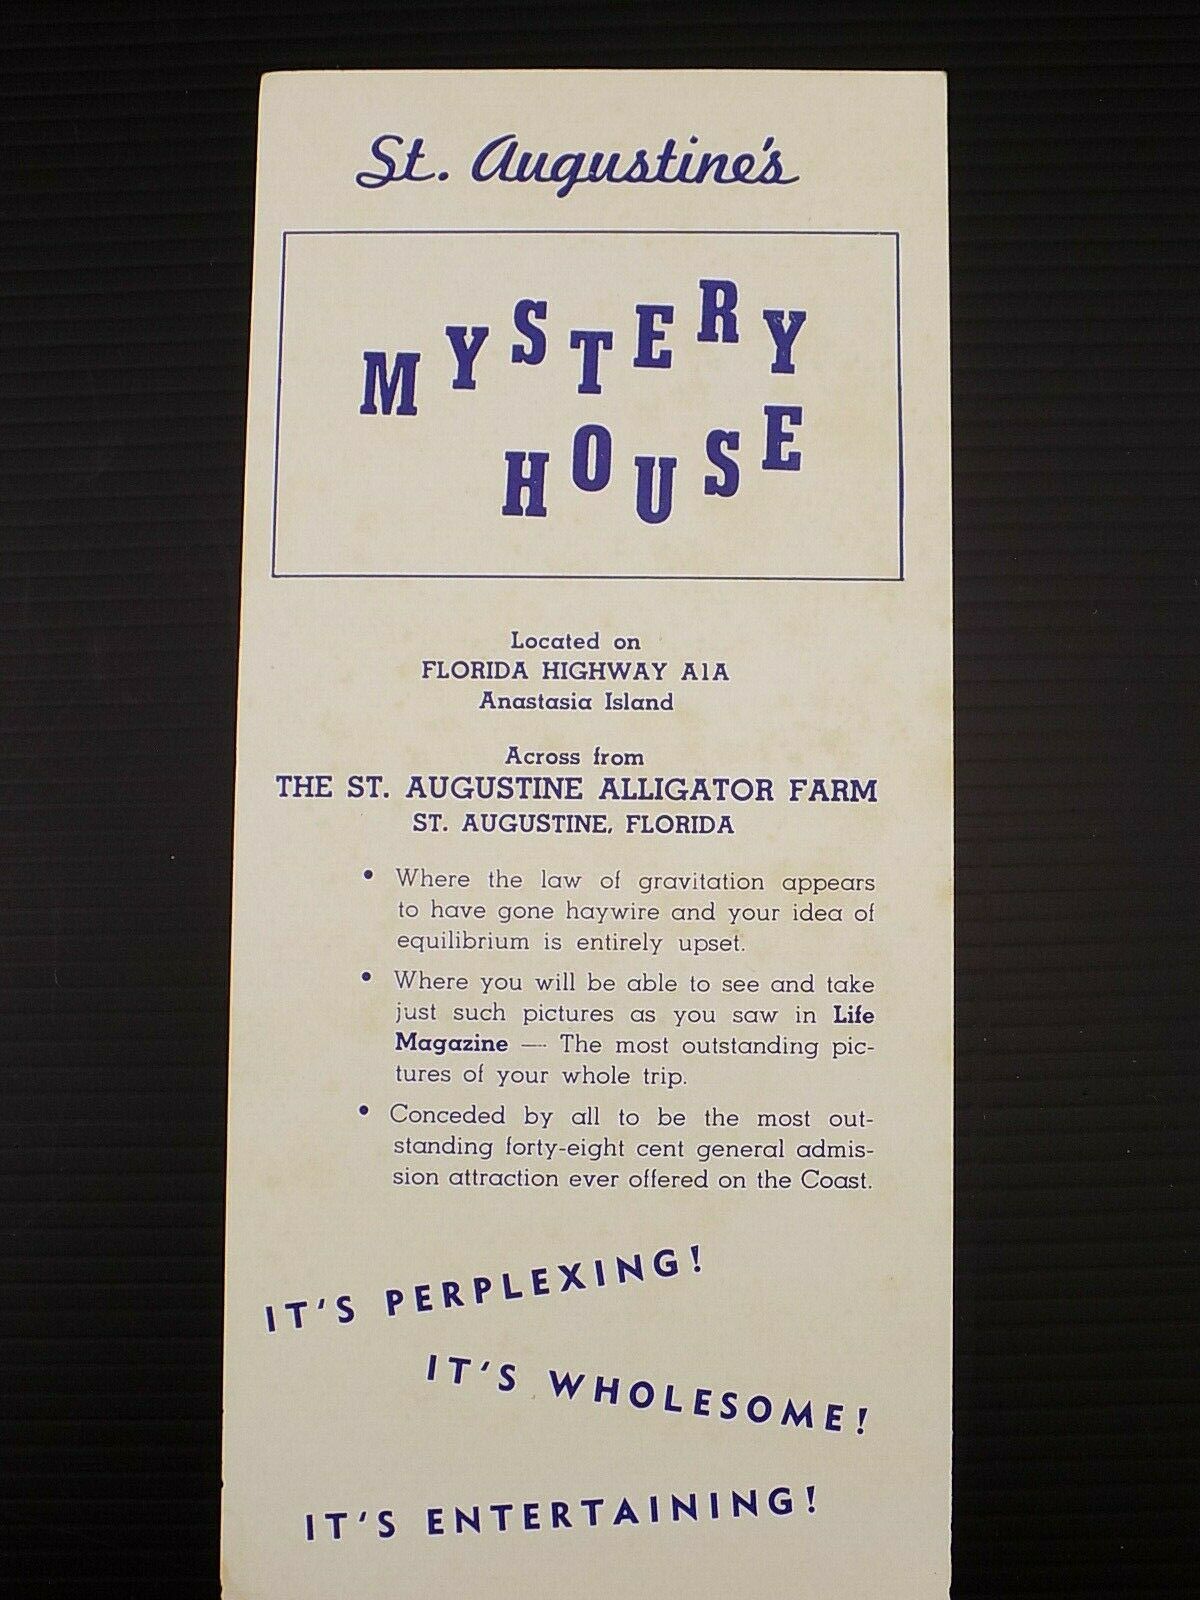 St. Augustine's
MYSTERY
HOUSE
Located on
FLORIDA HIGHWAY A1A
Anastasia Island
Across from
THE ST. AUGUSTINE ALLIGATOR FARM
ST. AUGUSTINE, FLORIDA
• Where the law of gravitation appears
to have gone haywire and your idea of
equilibrium is entirely upset.
• Where you will be able to see and take
just such pictures as you saw in Life
Magazine — The most outstanding pic-
tures of your whole trip.
• Conceded by all to be the most out-
standing forty-eight cent general admis-
sion attraction ever offered on the Coast.
IT'S PERPLEXING!
IT'S WHOLESOME!
IT'S ENTERTAINING!